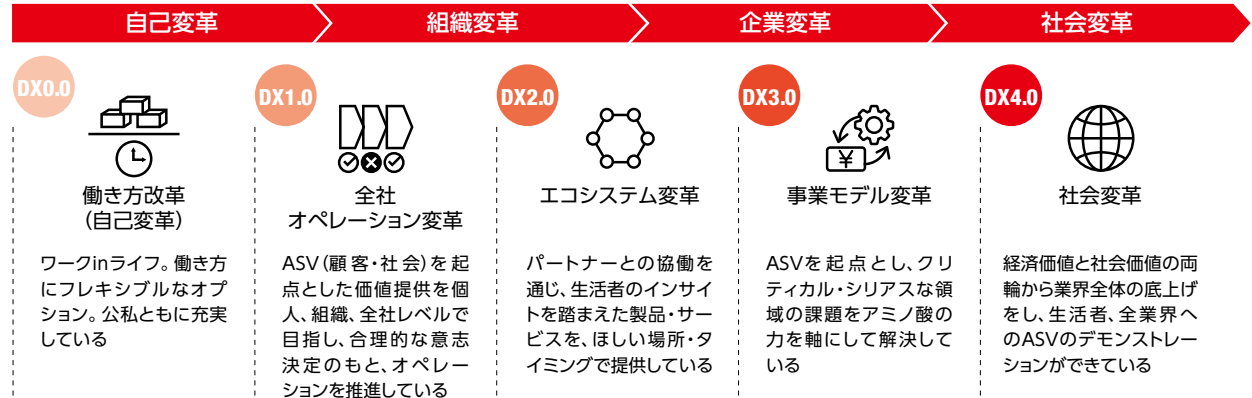 自己変革
組織変革
企業変革
社会変革
DX0.0
働き方改革
（自己変革）
ワークinライフ。働き方
にフレキシブルなオプ
ション。公私ともに充実
している
DX1.0
全社
オペレーション変革
ASV（顧客・社会）を起
点とした価値提供を個
人、組織、全社レベルで
目指し、合理的な意志
決定のもと、オペレー
ションを推進している
DX2.0
エコシステム変革
パートナーとの協働を
通じ、生活者のインサイ
トを踏まえた製品・サー
ビスを、ほしい場所・タ
イミングで提供している
DX3.0
¥
事業モデル変革
ASVを起点とし、クリ
ティカル・シリアスな領
域の課題をアミノ酸の
力を軸にして解決して
いる
DX4.0
社会変革
経済価値と社会価値の両
輪から業界全体の底上げ
をし、生活者、全業界へ
のASVのデモンストレー
ションができている